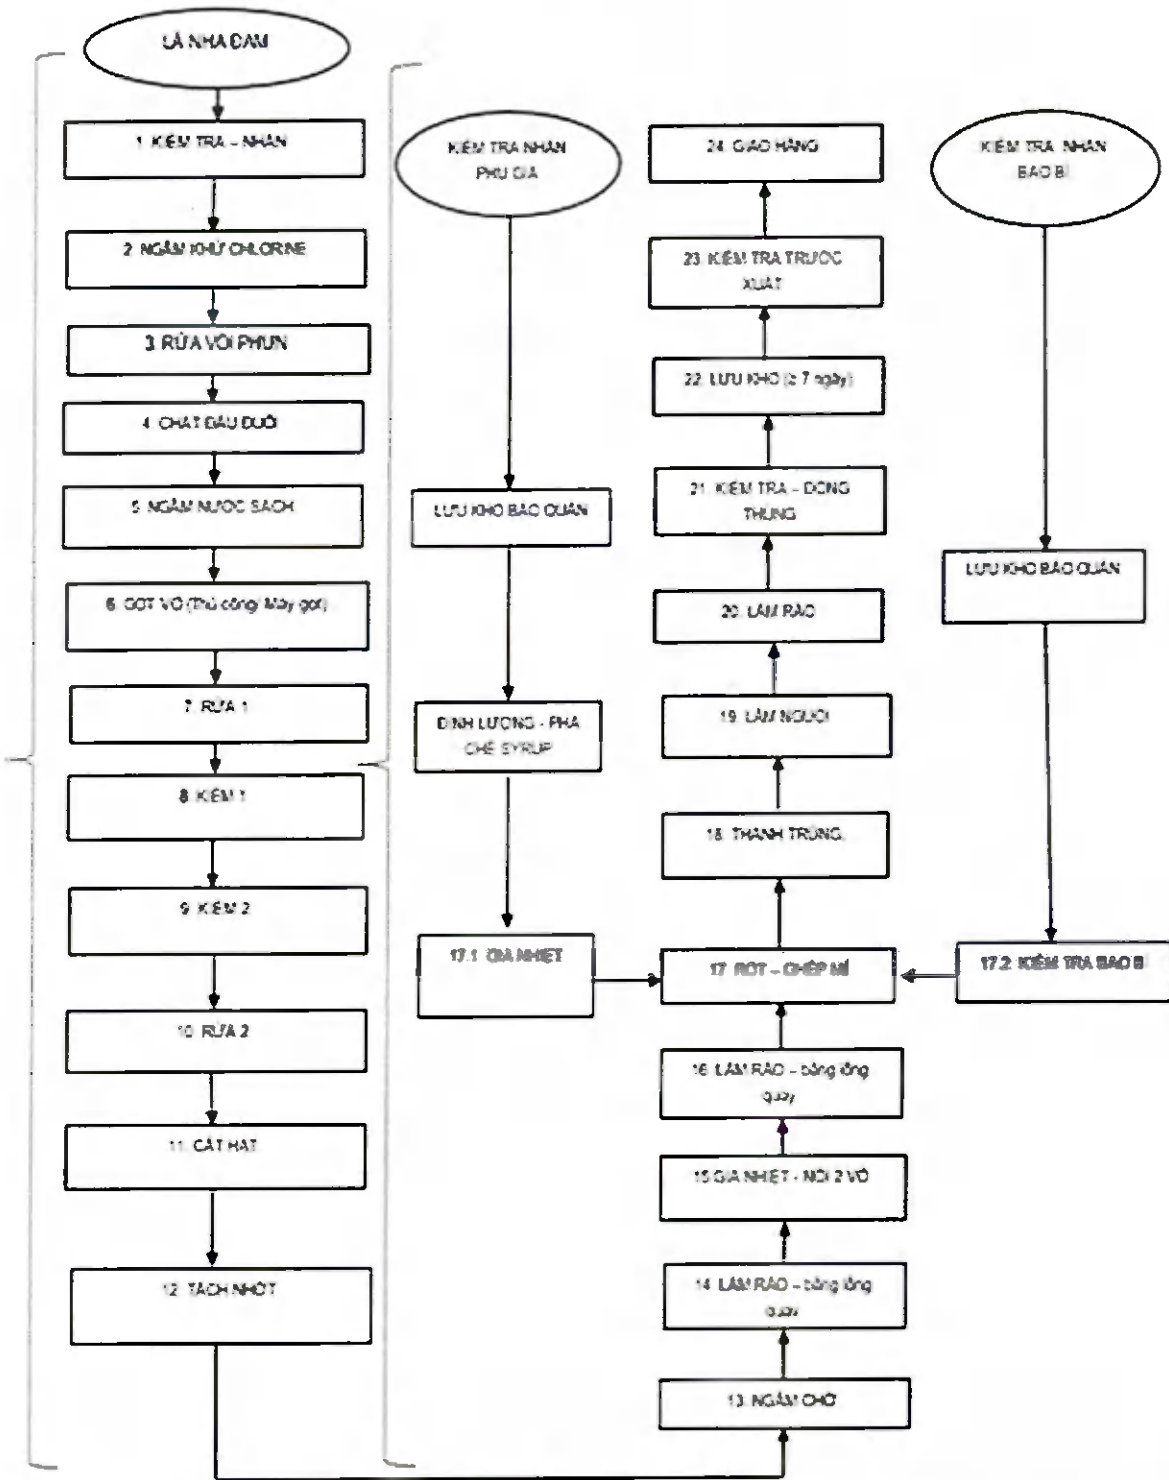 LÁ NHA ĐAM
1. KIỂM TRA – NHẬN
2. NGÂM KHỬ CHLORINE
3. RỬA VÒI PHUN
4. CHẶT ĐẦU ĐUÔI
5. NGÂM NƯỚC SẠCH
6. GỌT VỎ (Thủ công/ Máy gọt)
7. RỬA 1
8. KIỂM 1
9. KIỂM 2
10. RỬA 2
11. CẮT HẠT
12. TÁCH NHỚT
KIỂM TRA NHẬN
PHỤ GIA
LƯU KHO BẢO QUẢN
ĐỊNH LƯỢNG - PHA
CHẾ SYRUP
17.1. GIA NHIỆT
24. GIAO HÀNG
23. KIỂM TRA TRƯỚC
XUẤT
22. LƯU KHO (≥ 7 ngày)
21. KIỂM TRA – ĐÓNG
THÙNG
20. LÀM RÁO
19. LÀM NGUỘI
18. THANH TRÙNG.
17. RÓT – GHÉP MÍ
16. LÀM RÁO – bằng lồng
quay
15 GIA NHIỆT - NỒI 2 VỎ
14. LÀM RÁO – bằng lồng
quay
13. NGÂM CHỜ
KIỂM TRA NHẬN
BAO BÌ
LƯU KHO BẢO QUẢN
17.2. KIỂM TRA BAO BÌ